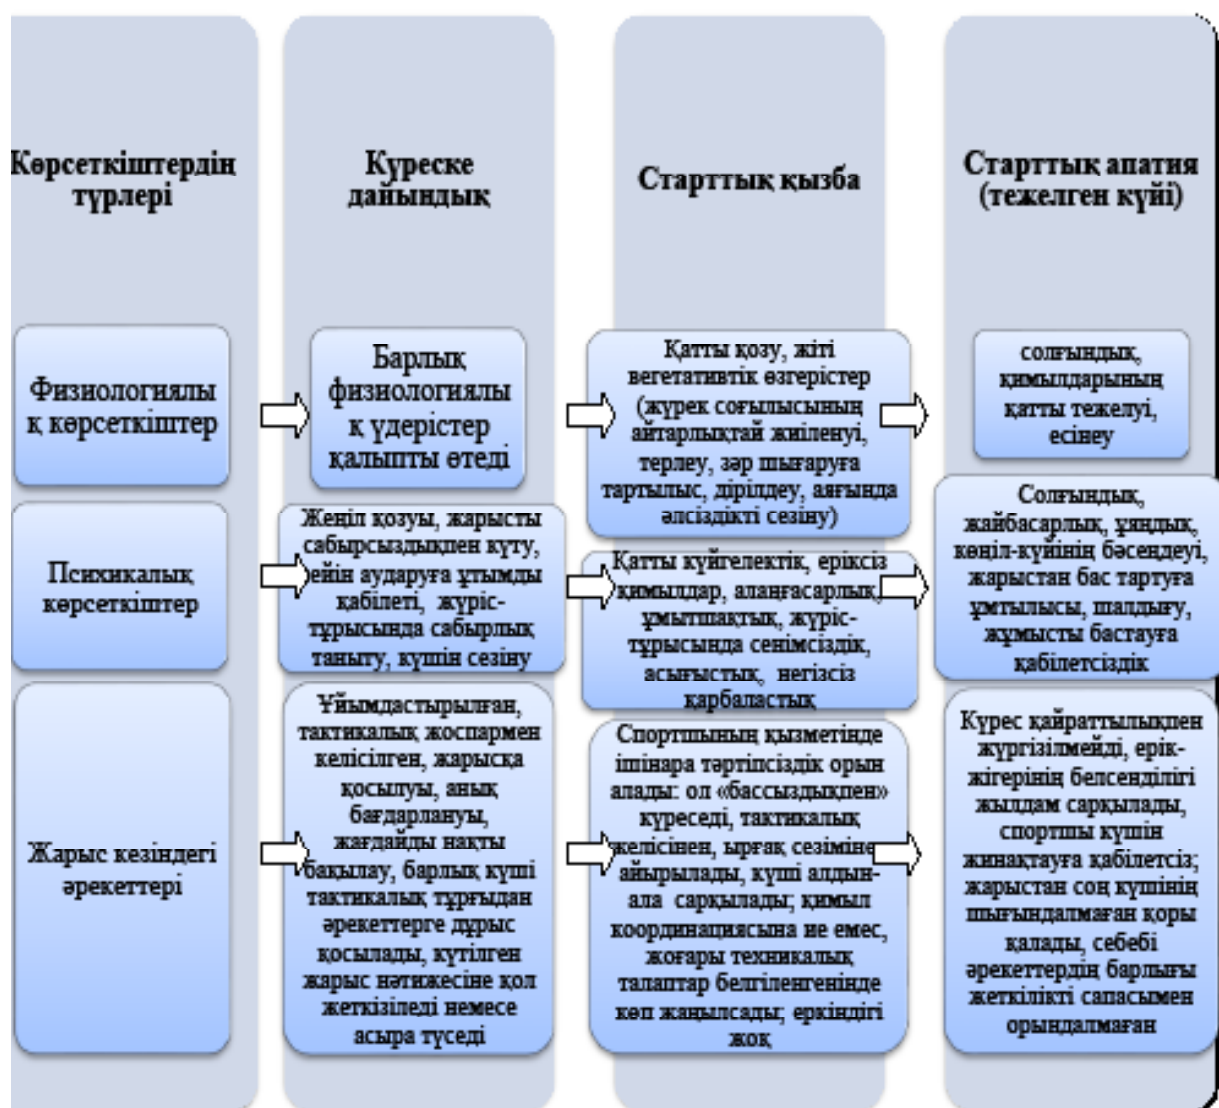 Көрсеткіштердің
түрлері
Күреске
дайындық
Старттық қызба
Старттық апатия
(тежелген күйі)
Физиологиялы
қ көрсеткіштер
Барлық
физиологиялы
қ үдерістер
қалыпты өтеді
Қатты қозу, жіті
вегетативтік өзгерістер
(жүрек соғылысының
айтарлықтай жиіленуі,
терлеу, зәр шығаруға
тартылыс, дірілдеу, аяғында
әлсіздікті сезіну)
солғындық,
қимылдарының
қатты тежелуі,
есінеу
Психикалық
көрсеткіштер
Жеңіл қозуы, жарысты
сабырсыздықпен күту,
зейін аударуға ұтымды
қабілеті, жүріс-
тұрысында сабырлық
таныту, күшін сезіну
Қатты күйгелектік, еріксіз
қимылдар, алаңғасарлық,
ұмытшақтық, жүріс-
тұрысында сенімсіздік,
асығыстық, негізсіз
қарбаластық
Солғындық,
жайбасарлық, ұяңдық,
көңіл-күйінің бәсеңдеуі,
жарыстан бас тартуға
ұмтылысы, шалдығу,
жұмысты бастауға
қабілетсіздік
Жарыс кезіндегі
әрекеттері
Ұйымдастырылған,
тактикалық жоспармен
келісілген, жарысқа
қосылуы, анық
бағдарлануы,
жағдайды нақты
бақылау, барлық күші
тактикалық тұрғыдан
әрекеттерге дұрыс
қосылады, күтілген
жарыс нәтижесіне қол
жеткізіледі немесе
асыра түседі
Спортшының қызметінде
ішінара тәртіпсіздік орын
алады: ол «бассыздықпен»
күреседі, тактикалық
желісінен, ырғақ сезімінен
айырылады, күші алдын-
ала сарқылады; қимыл
координациясына ие емес,
жоғары техникалық
талаптар белгіленгенінде
көп жаңылсады; еркіндігі
жоқ
Күрес қайраттылықпен
жүргізілмейді, ерік-
жігерінің белсенділігі
жылдам сарқылады,
спортшы күшін
жинақтауға қабілетсіз;
жарыстан соң күшінің
шығындалмаған қоры
қалады, себебі
әрекеттердің барлығы
жеткілікті сапасымен
орындалмаған